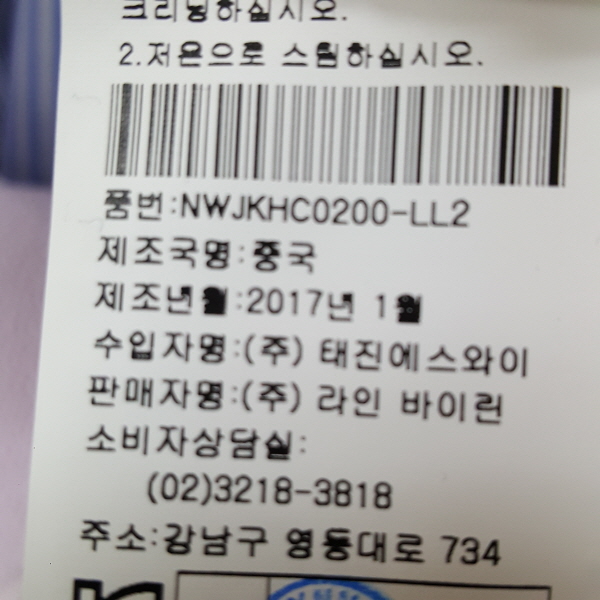 크리닝하십시오.
2.저온으로 스팀하십시오.
품번:NWJKHC0200-LL2
제조국명:중국
제조년월:2017년 1월
수입자명:(주) 태진에스와이
판매자명:(주) 라인 바이린
소비자상담실:
(02)3218-3818
주소:강남구 영동대로 734